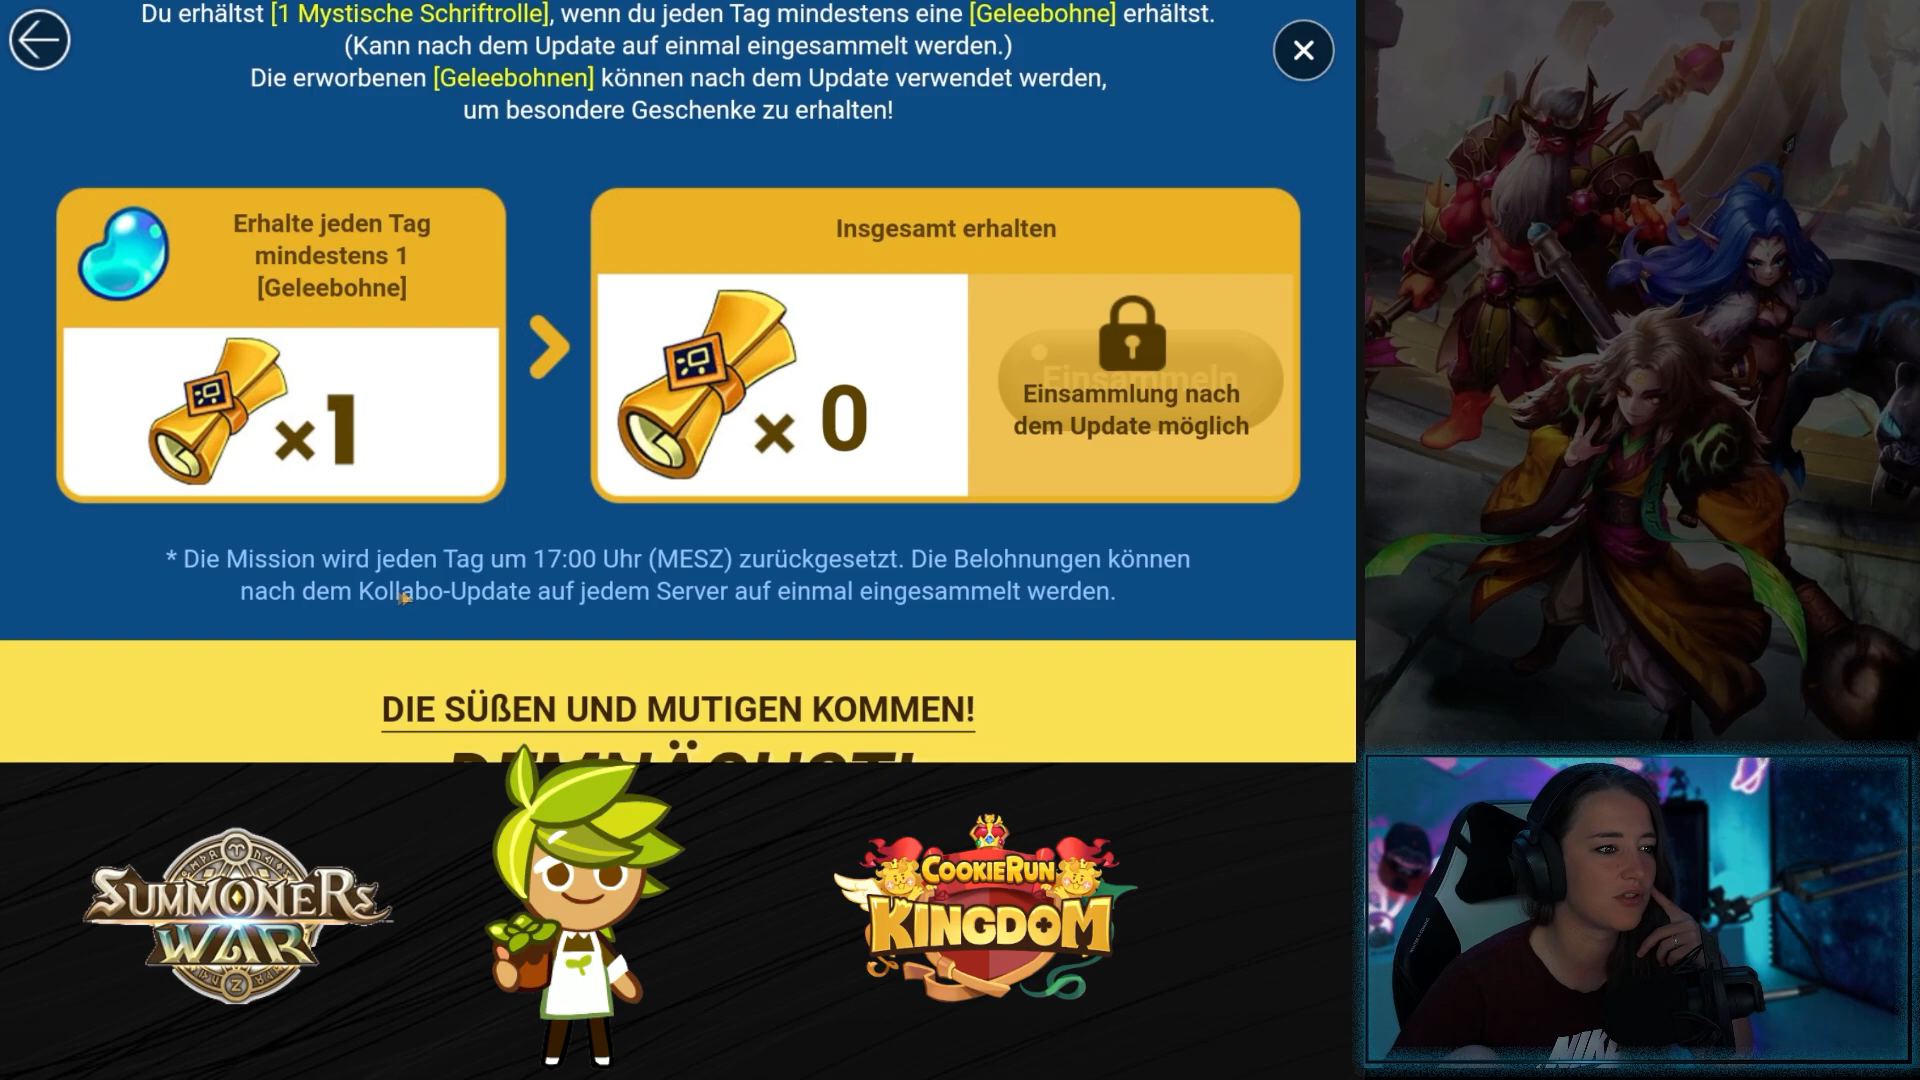 Du erhältst [1 Mystische Schriftrolle], wenn du jeden Tag mindestens eine [Geleebohne] erhältst.
(Kann nach dem Update auf einmal eingesammelt werden.)
Die erworbenen [Geleebohnen] können nach dem Update verwendet werden,
um besondere Geschenke zu erhalten!
Erhalte jeden Tag
mindestens 1
[Geleebohne]
×1
Insgesamt erhalten
× 0
Einsammeln
Einsammlung nach
dem Update möglich
* Die Mission wird jeden Tag um 17:00 Uhr (MESZ) zurückgesetzt. Die Belohnungen können
nach dem Kollabo-Update auf jedem Server auf einmal eingesammelt werden.
DIE SÜßEN UND MUTIGEN KOMMEN!
DEMNÄCHST!
SUMMONERS
WAR
COOKIERUN
KINGDOM
NIKE